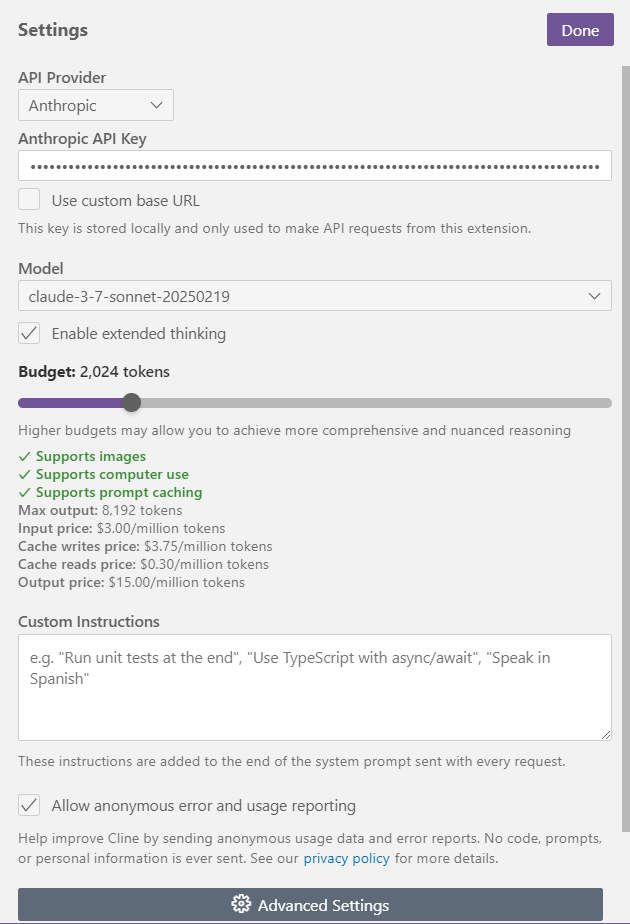 Settings
Done
API Provider
Anthropic
Anthropic API Key
••••••••••••••••••••••••••••••••••••••••••••••••••••••••••••••••••••••••••••••••••••••••••••••••
Use custom base URL
This key is stored locally and only used to make API requests from this extension.
Model
claude-3-7-sonnet-20250219
Enable extended thinking
Budget: 2,024 tokens
Higher budgets may allow you to achieve more comprehensive and nuanced reasoning
✓ Supports images
✓ Supports computer use
✓ Supports prompt caching
Max output: 8,192 tokens
Input price: $3.00/million tokens
Cache writes price: $3.75/million tokens
Cache reads price: $0.30/million tokens
Output price: $15.00/million tokens
Custom Instructions
e.g. "Run unit tests at the end", "Use TypeScript with async/await", "Speak in
Spanish"
These instructions are added to the end of the system prompt sent with every request.
Allow anonymous error and usage reporting
Help improve Cline by sending anonymous usage data and error reports. No code, prompts,
or personal information is ever sent. See our privacy policy for more details.
Advanced Settings